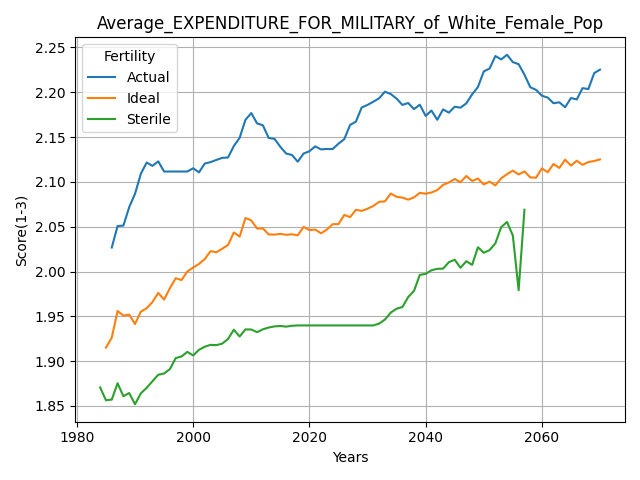 Average_EXPENDITURE_FOR_MILITARY_of_White_Female_Pop
Fertility
Actual
Ideal
Sterile
Score(1-3)
2.25
2.20
2.15
2.10
2.05
2.00
1.95
1.90
1.85
1980
2000
2020
2040
2060
Years